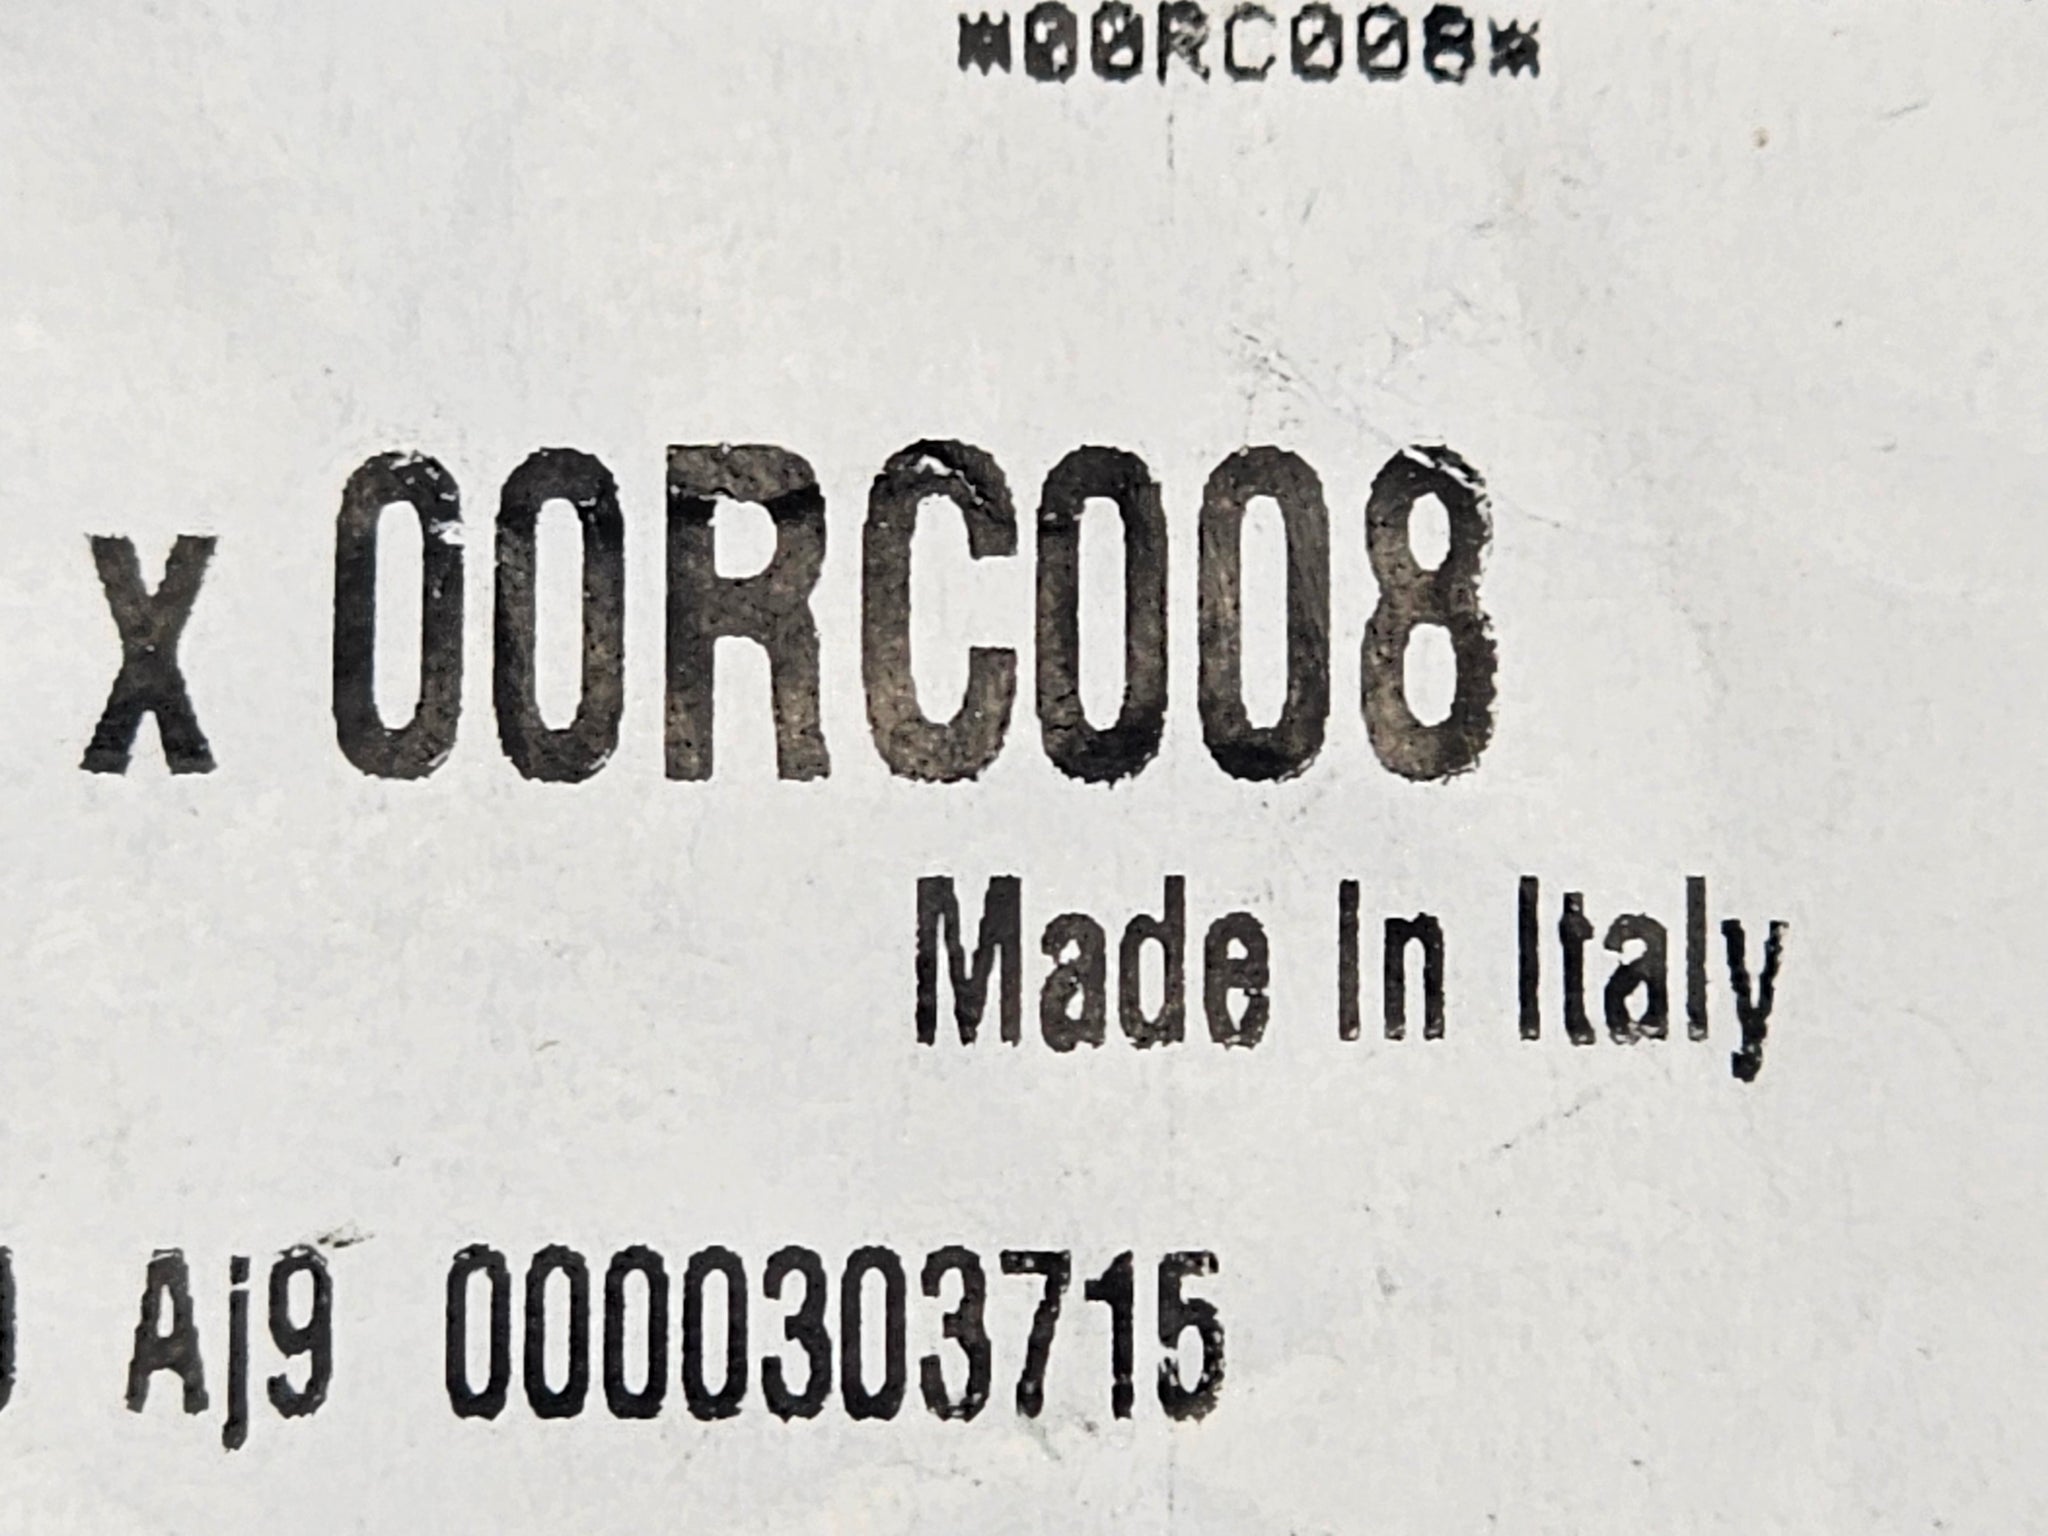 *00RC008*
x 00RC008
Made In Italy
Aj9 0000303715